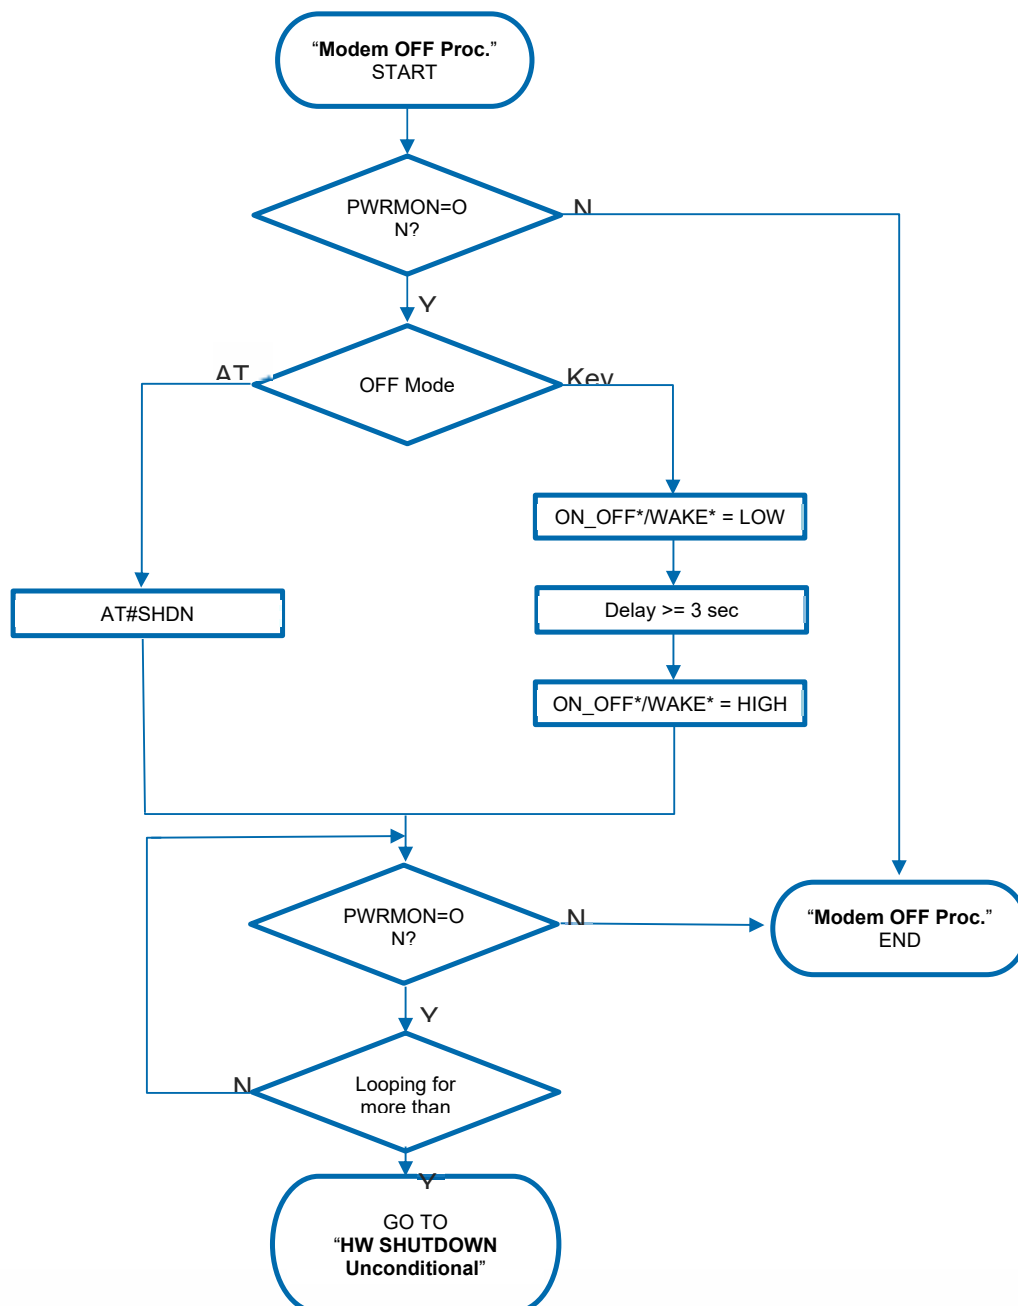 “Modem OFF Proc.”
START
PWRMON=O
N?
N
Y
AT
OFF Mode
Key
ON_OFF*/WAKE* = LOW
AT#SHDN
Delay >= 3 sec
ON_OFF*/WAKE* = HIGH
PWRMON=O
N?
N
“Modem OFF Proc.”
END
Y
N
Looping for
more than
Y
GO TO
“HW SHUTDOWN
Unconditional”